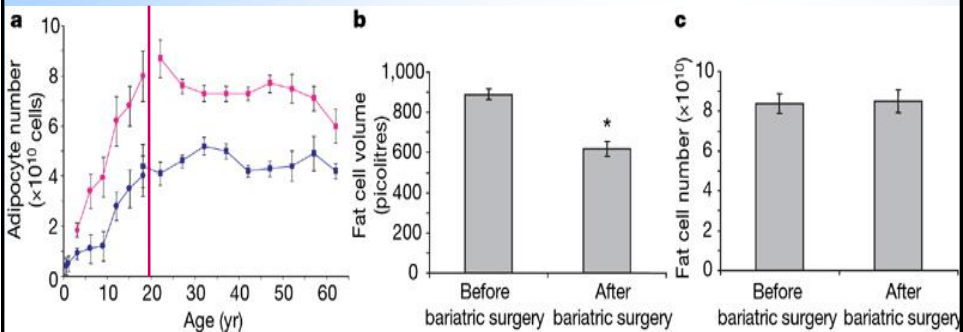 a
Adipocyte number
(×10¹⁰ cells)
10
8
6
4
2
0
0 10 20 30 40 50 60
Age (yr)
b
Fat cell volume
(picolitres)
1,000
800
600
400
200
0
*
Before
bariatric surgery
After
bariatric surgery
c
Fat cell number (×10¹⁰)
10
8
6
4
2
0
Before
bariatric surgery
After
bariatric surgery